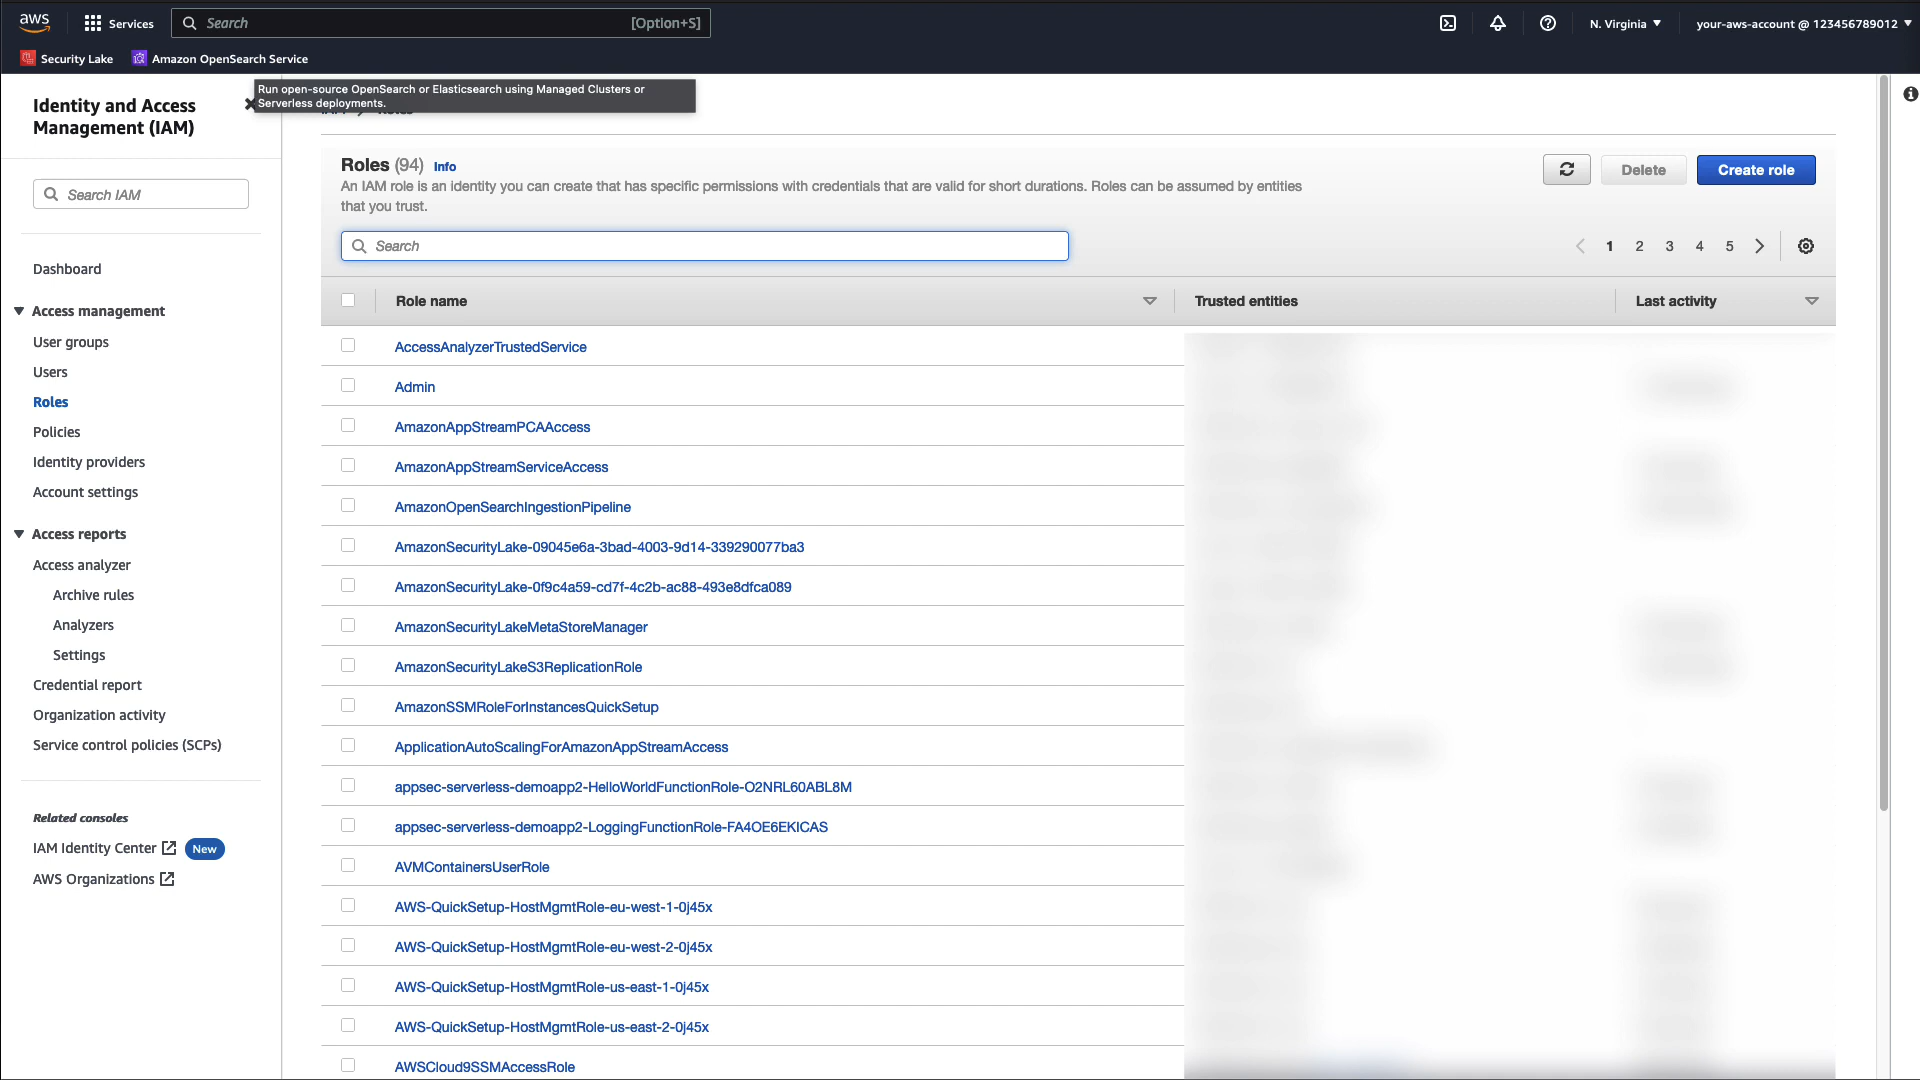 aws
Services
Search
[Option+S]
N. Virginia
your-aws-account @ 123456789012
Security Lake
Amazon OpenSearch Service
Run open-source OpenSearch or Elasticsearch using Managed Clusters or
Serverless deployments.
Identity and Access
Management (IAM)
Search IAM
Dashboard
Access management
User groups
Users
Roles
Policies
Identity providers
Account settings
Access reports
Access analyzer
Archive rules
Analyzers
Settings
Credential report
Organization activity
Service control policies (SCPs)
Related consoles
IAM Identity Center New
AWS Organizations
Roles (94) Info
An IAM role is an identity you can create that has specific permissions with credentials that are valid for short durations. Roles can be assumed by entities
that you trust.
Delete
Create role
Search
1 2 3 4 5
Role name
Trusted entities
Last activity
AccessAnalyzerTrustedService
Admin
AmazonAppStreamPCAAccess
AmazonAppStreamServiceAccess
AmazonOpenSearchIngestionPipeline
AmazonSecurityLake-09045e6a-3bad-4003-9d14-339290077ba3
AmazonSecurityLake-0f9c4a59-cd7f-4c2b-ac88-493e8dfca089
AmazonSecurityLakeMetaStoreManager
AmazonSecurityLakeS3ReplicationRole
AmazonSSMRoleForInstancesQuickSetup
ApplicationAutoScalingForAmazonAppStreamAccess
appsec-serverless-demoapp2-HelloWorldFunctionRole-O2NRL60ABL8M
appsec-serverless-demoapp2-LoggingFunctionRole-FA4OE6EKICAS
AVMContainersUserRole
AWS-QuickSetup-HostMgmtRole-eu-west-1-0j45x
AWS-QuickSetup-HostMgmtRole-eu-west-2-0j45x
AWS-QuickSetup-HostMgmtRole-us-east-1-0j45x
AWS-QuickSetup-HostMgmtRole-us-east-2-0j45x
AWSCloud9SSMAccessRole